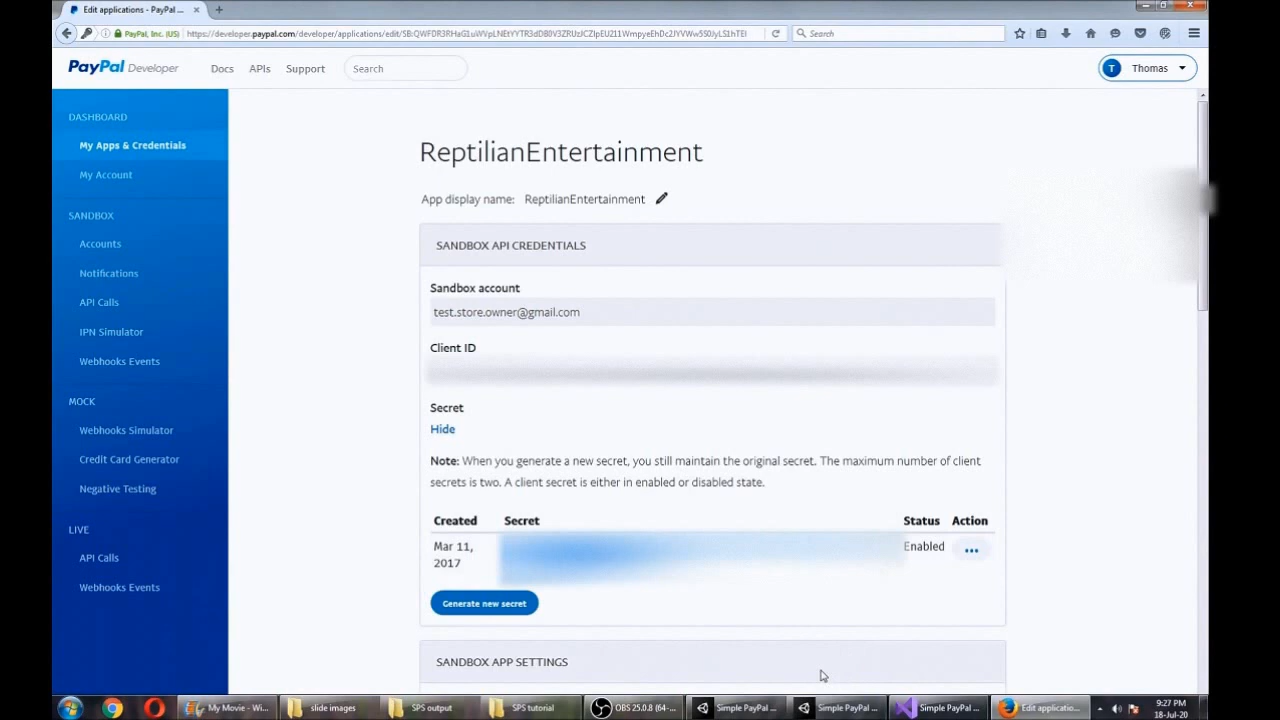 Edit applications - PayPal ...
PayPal, Inc. (US)
Search
PayPal Developer
Docs
APIs
Support
Search
T
Thomas
DASHBOARD
My Apps & Credentials
My Account
SANDBOX
Accounts
Notifications
API Calls
IPN Simulator
Webhooks Events
MOCK
Webhooks Simulator
Credit Card Generator
Negative Testing
LIVE
API Calls
Webhooks Events
ReptilianEntertainment
App display name: ReptilianEntertainment
SANDBOX API CREDENTIALS
Sandbox account
test.store.owner@gmail.com
Client ID
Secret
Hide
Note: When you generate a new secret, you still maintain the original secret. The maximum number of client
secrets is two. A client secret is either in enabled or disabled state.
Created Secret Status Action
Mar 11, Enabled
2017
Generate new secret
SANDBOX APP SETTINGS
My Movie - Wi...
slide images
SPS output
SPS tutorial
OBS 25.0.8 (64-...
Simple PayPal ...
Simple PayPal ...
Simple PayPal ...
Edit applicatio...
9:27 PM
18-Jul-20